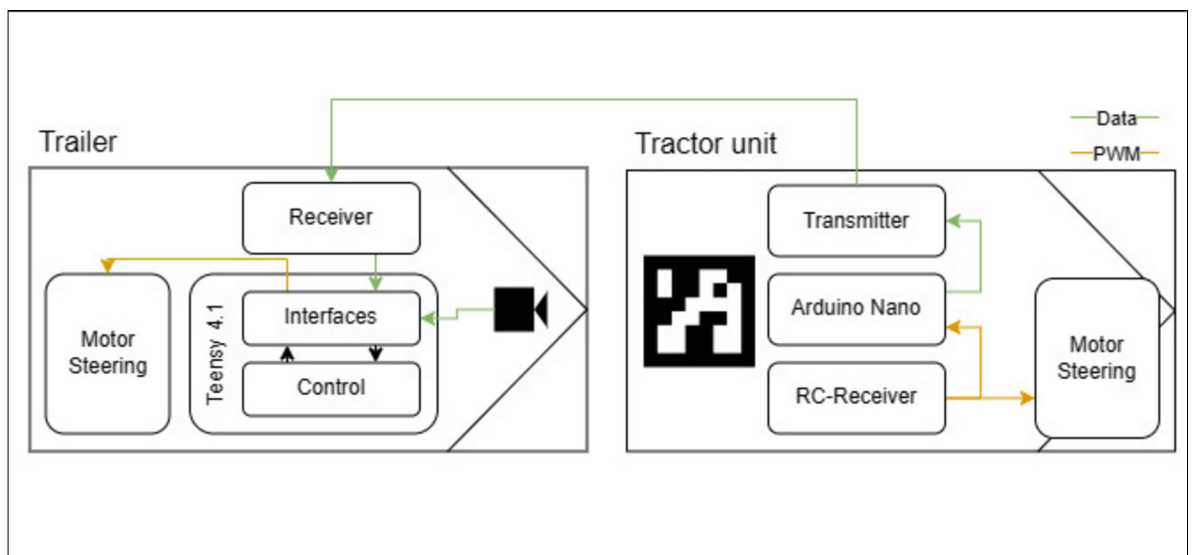 Trailer
Tractor unit
Data
PWM
Receiver
Transmitter
Motor
Steering
Teensy 4.1
Interfaces
Control
Arduino Nano
RC-Receiver
Motor
Steering